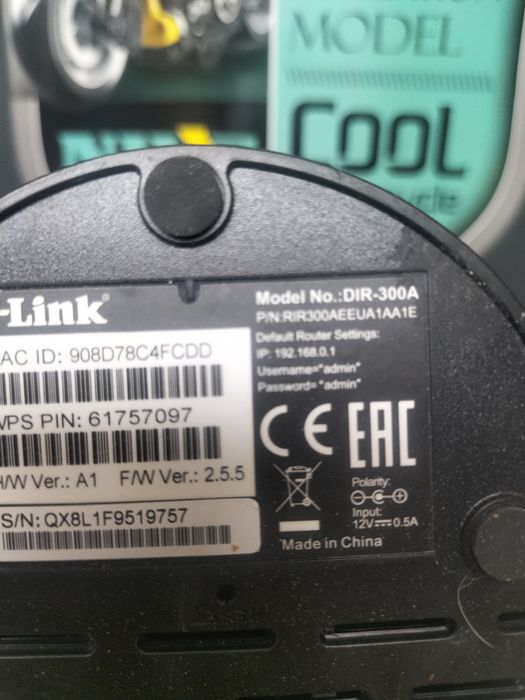 MODEL
COOL
-Link®
AC ID: 908D78C4FCDD
WPS PIN: 61757097
H/W Ver.: A1 F/W Ver.: 2.5.5
S/N: QX8L1F9519757
Model No.:DIR-300A
P/N:RIR300AEEUA1AA1E
Default Router Settings:
IP: 192.168.0.1
Username="admin"
Password= "admin"
CE EAC
Polarity:
Input:
12V⎓0.5A
Made in China